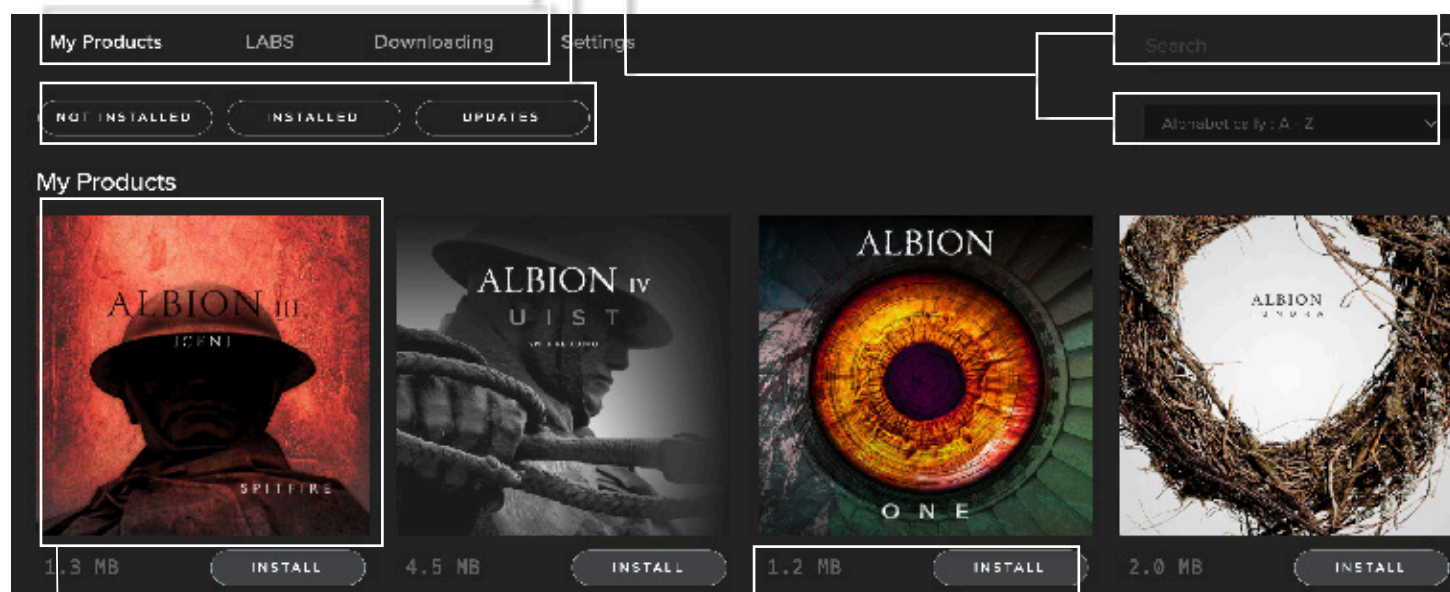 My Products LABS Downloading Settings
Search
NOT INSTALLED INSTALLED UPDATES
Alphabetically : A - Z
My Products
ALBION III
ICENI
SPITFIRE
ALBION IV
UIST
ALBION
ONE
ALBION
TUNDRA
1.3 MB INSTALL 4.5 MB INSTALL 1.2 MB INSTALL 2.0 MB INSTALL